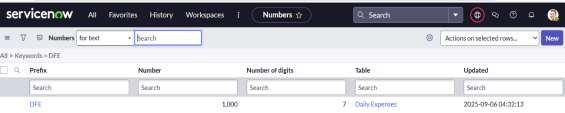 servicenow All Favorites History Workspaces Numbers Search
Numbers for text Search Actions on selected rows... New
All > Keywords > DFE
Prefix Number Number of digits Table Updated
Search Search Search Search Search
DFE 1,000 7 Daily Expenses 2025-09-06 04:32:13